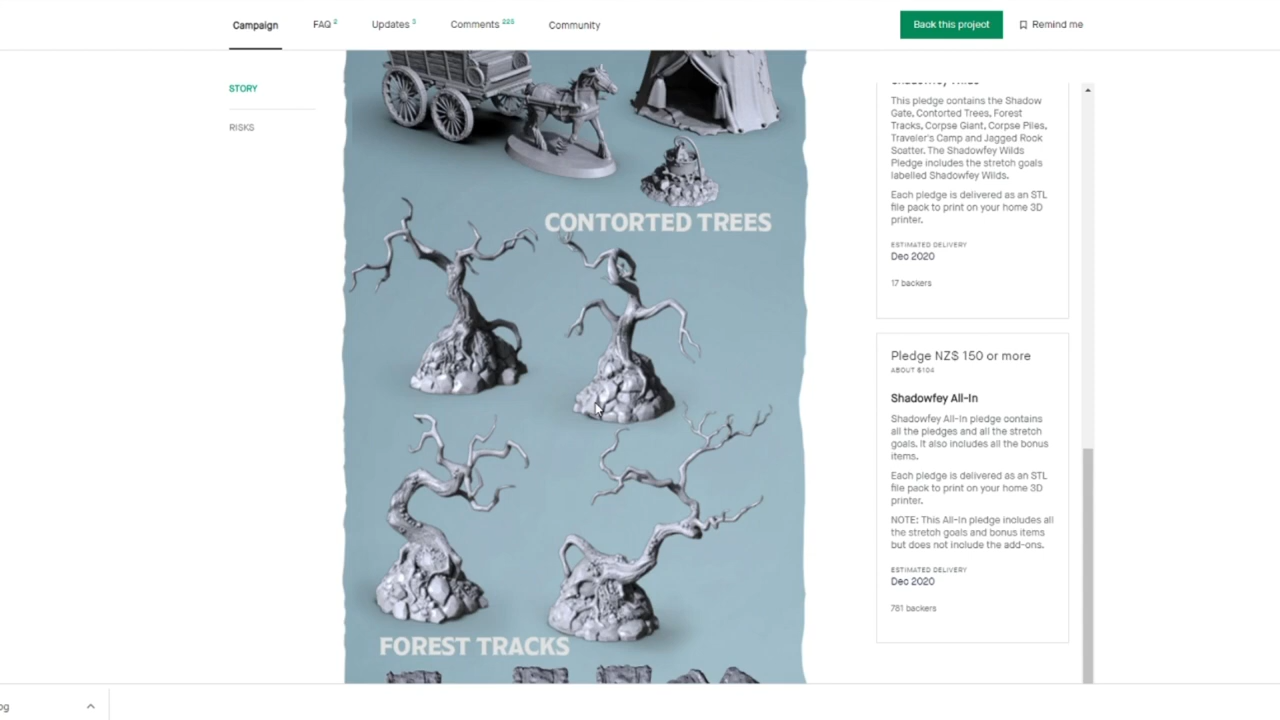 Campaign
FAQ 2
Updates 3
Comments 225
Community
Back this project
Remind me
STORY
RISKS
CONTORTED TREES
FOREST TRACKS
This pledge contains the Shadow
Gate, Contorted Trees, Forest
Tracks, Corpse Giant, Corpse Piles,
Traveler's Camp and Jagged Rock
Scatter. The Shadowfey Wilds
Pledge includes the stretch goals
labelled Shadowfey Wilds.
Each pledge is delivered as an STL
file pack to print on your home 3D
printer.
ESTIMATED DELIVERY
Dec 2020
17 backers
Pledge NZ$ 150 or more
ABOUT $104
Shadowfey All-In
Shadowfey All-In pledge contains
all the pledges and all the stretch
goals. It also includes all the bonus
items.
Each pledge is delivered as an STL
file pack to print on your home 3D
printer.
NOTE: This All-In pledge includes all
the stretch goals and bonus items
but does not include the add-ons.
ESTIMATED DELIVERY
Dec 2020
781 backers